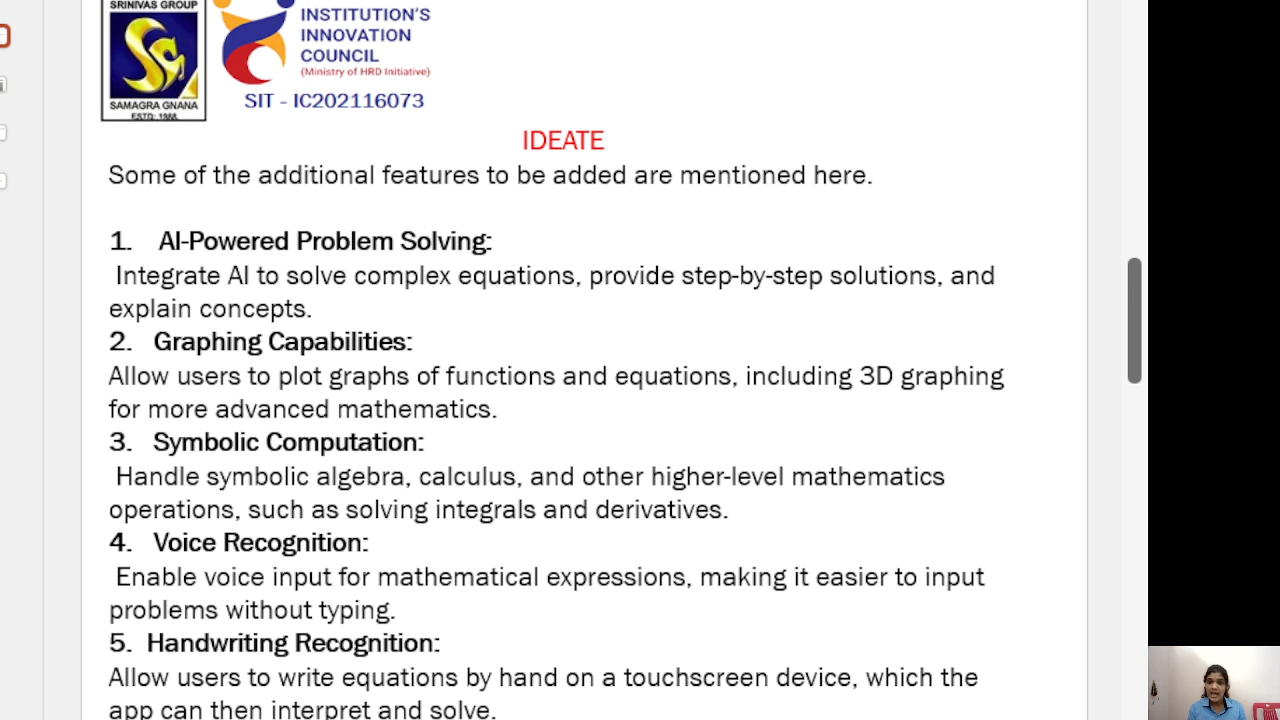 SRINIVAS GROUP
SAMAGRA GNANA
ESTD: 1988
INSTITUTION'S
INNOVATION
COUNCIL
(Ministry of HRD Initiative)
SIT - IC202116073
IDEATE
Some of the additional features to be added are mentioned here.
1. AI-Powered Problem Solving:
Integrate AI to solve complex equations, provide step-by-step solutions, and
explain concepts.
2. Graphing Capabilities:
Allow users to plot graphs of functions and equations, including 3D graphing
for more advanced mathematics.
3. Symbolic Computation:
Handle symbolic algebra, calculus, and other higher-level mathematics
operations, such as solving integrals and derivatives.
4. Voice Recognition:
Enable voice input for mathematical expressions, making it easier to input
problems without typing.
5. Handwriting Recognition:
Allow users to write equations by hand on a touchscreen device, which the
app can then interpret and solve.